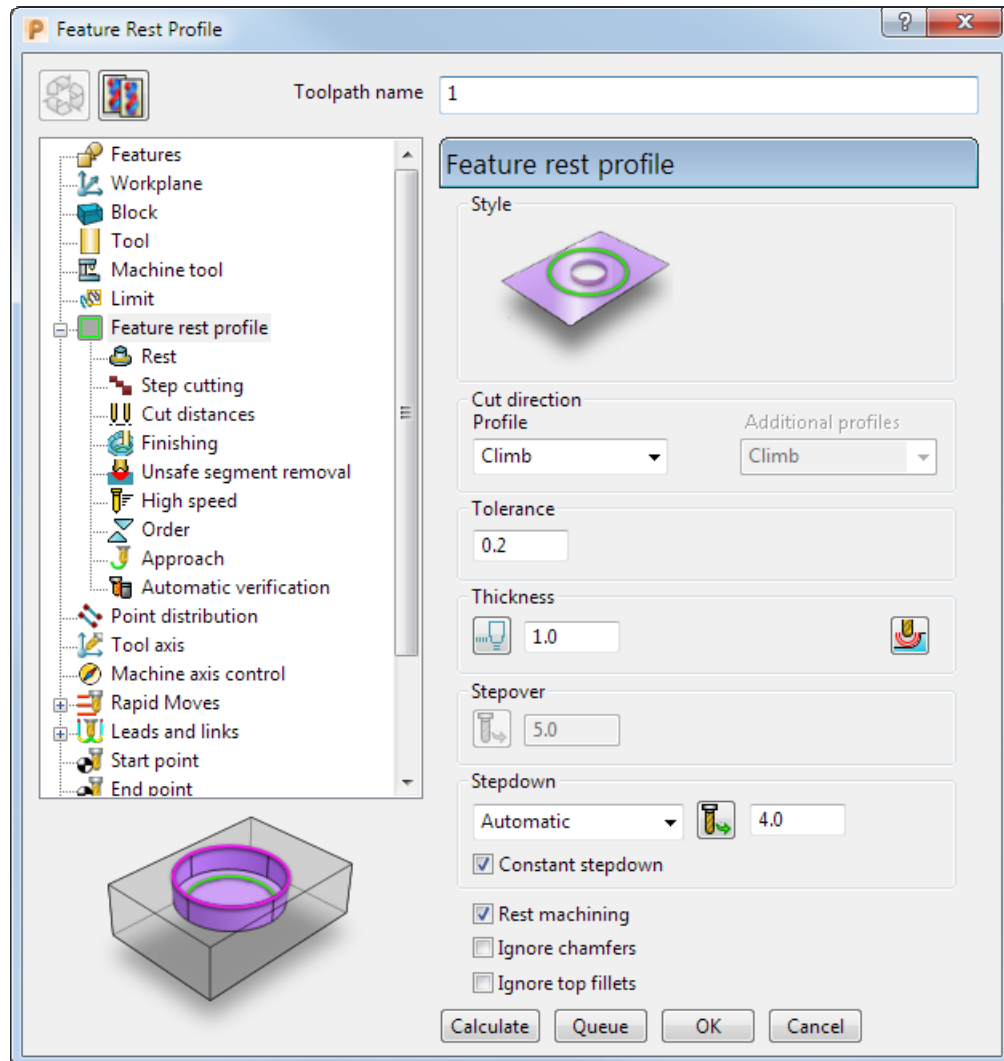 Feature Rest Profile
Toolpath name 1
Features
Workplane
Block
Tool
Machine tool
Limit
Feature rest profile
Rest
Step cutting
Cut distances
Finishing
Unsafe segment removal
High speed
Order
Approach
Automatic verification
Point distribution
Tool axis
Machine axis control
Rapid Moves
Leads and links
Start point
End point
Feature rest profile
Style
Cut direction
Profile Additional profiles
Climb Climb
Tolerance
0.2
Thickness
1.0
Stepover
5.0
Stepdown
Automatic 4.0
Constant stepdown
Rest machining
Ignore chamfers
Ignore top fillets
Calculate Queue OK Cancel